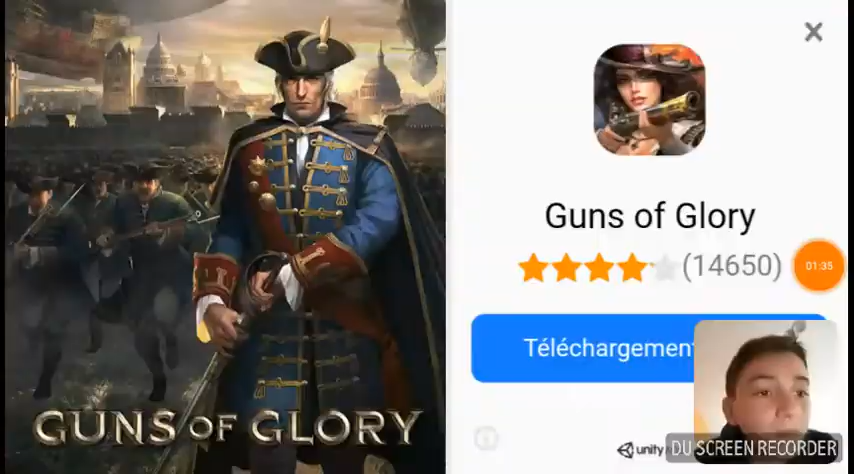 GUNS OF GLORY
Guns of Glory
(14650)
01:35
Téléchargement
unity
DU SCREEN RECORDER